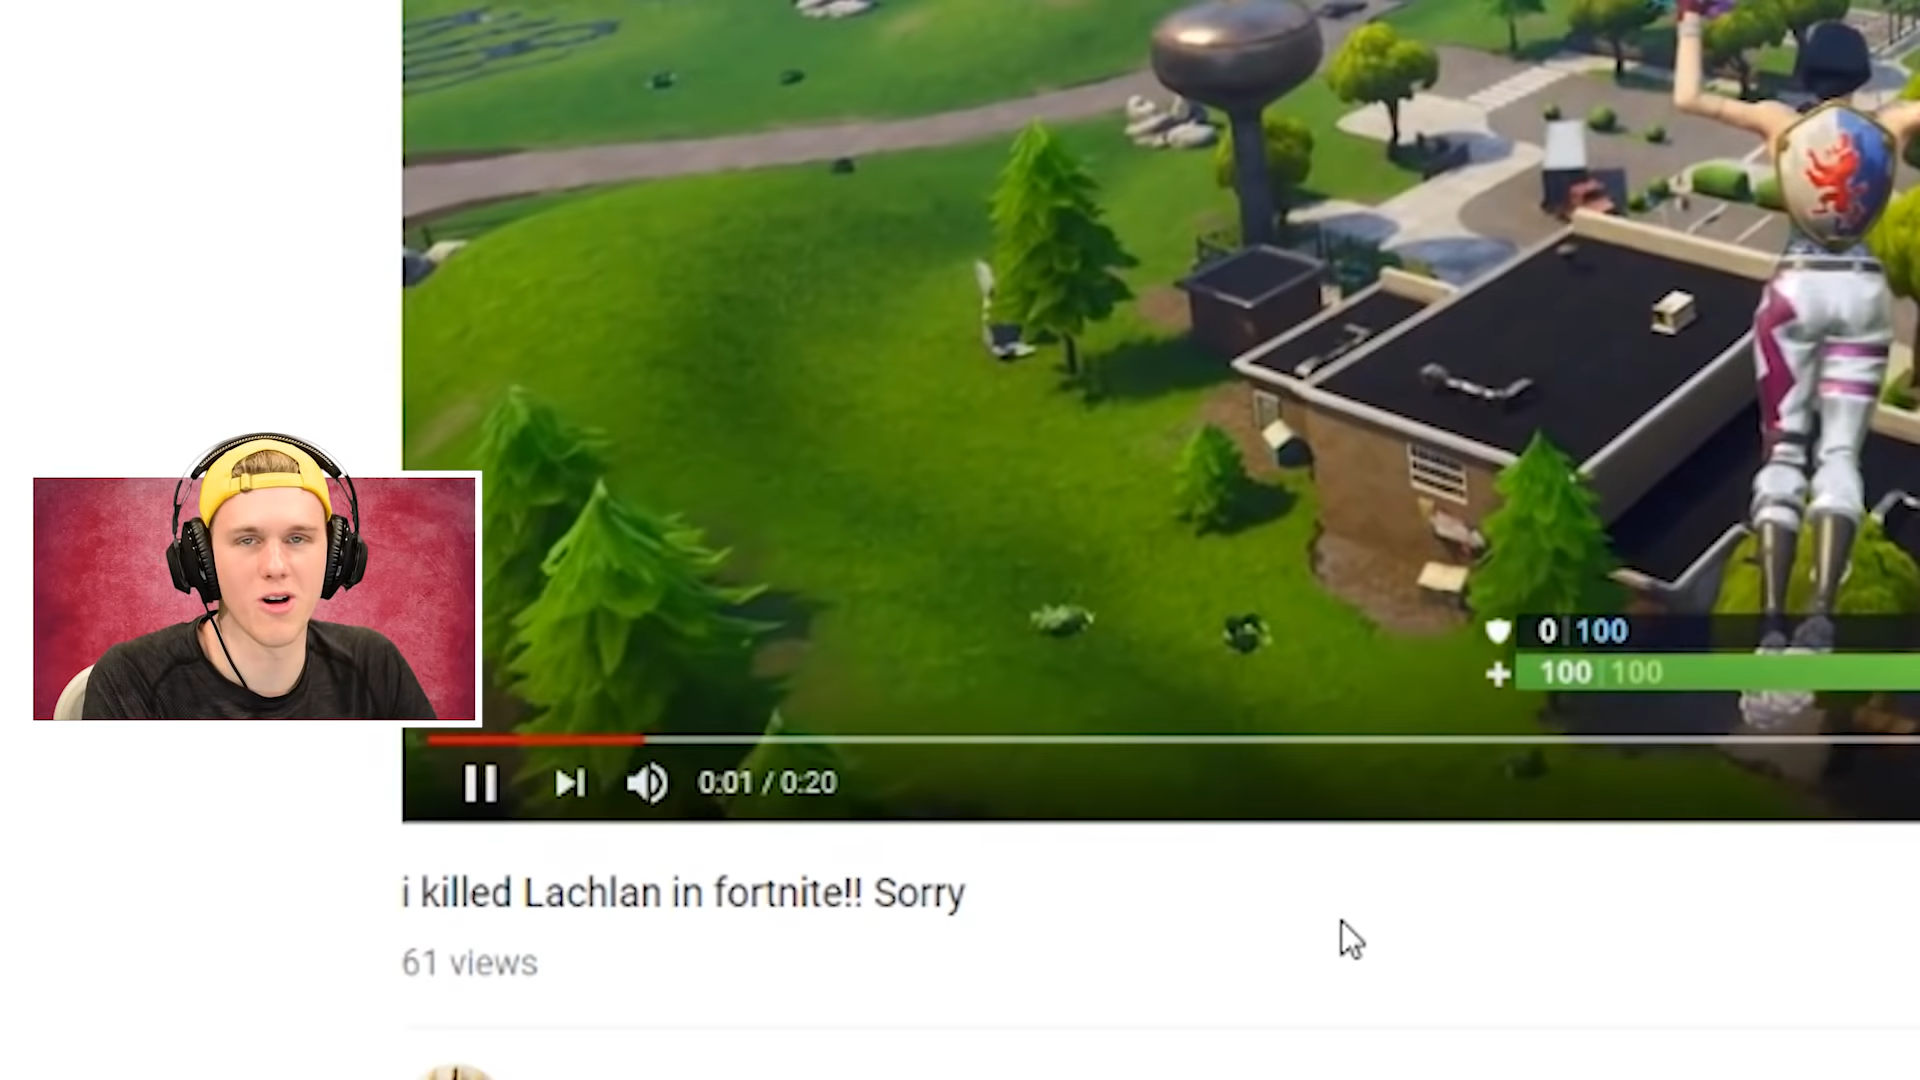 0 | 100
100 | 100
0:01 / 0:20
i killed Lachlan in fortnite!! Sorry
61 views